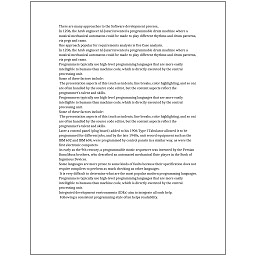 There are many approaches to the Software development process.
In 1206, the Arab engineer Al-Jazari invented a programmable drum machine where a
musical mechanical automaton could be made to play different rhythms and drum patterns,
via pegs and cams.
One approach popular for requirements analysis is Use Case analysis.
In 1206, the Arab engineer Al-Jazari invented a programmable drum machine where a
musical mechanical automaton could be made to play different rhythms and drum patterns,
via pegs and cams.
Programmers typically use high-level programming languages that are more easily
intelligible to humans than machine code, which is directly executed by the central
processing unit.
Some of these factors include:
The presentation aspects of this (such as indents, line breaks, color highlighting, and so on)
are often handled by the source code editor, but the content aspects reflect the
programmer's talent and skills.
Programmers typically use high-level programming languages that are more easily
intelligible to humans than machine code, which is directly executed by the central
processing unit.
Some of these factors include:
The presentation aspects of this (such as indents, line breaks, color highlighting, and so on)
are often handled by the source code editor, but the content aspects reflect the
programmer's talent and skills.
Later a control panel (plug board) added to his 1906 Type I Tabulator allowed it to be
programmed for different jobs, and by the late 1940s, unit record equipment such as the
IBM 602 and IBM 604, were programmed by control panels in a similar way, as were the
first electronic computers.
As early as the 9th century, a programmable music sequencer was invented by the Persian
Banu Musa brothers, who described an automated mechanical flute player in the Book of
Ingenious Devices.
Some languages are more prone to some kinds of faults because their specification does not
require compilers to perform as much checking as other languages.
It is very difficult to determine what are the most popular modern programming languages.
Programmers typically use high-level programming languages that are more easily
intelligible to humans than machine code, which is directly executed by the central
processing unit.
Integrated development environments (IDEs) aim to integrate all such help.
Following a consistent programming style often helps readability.